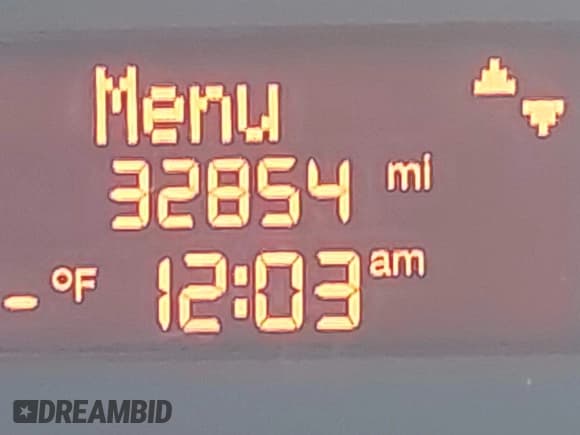 Menu
32854 mi
- °F 12:03 am
DREAMBID